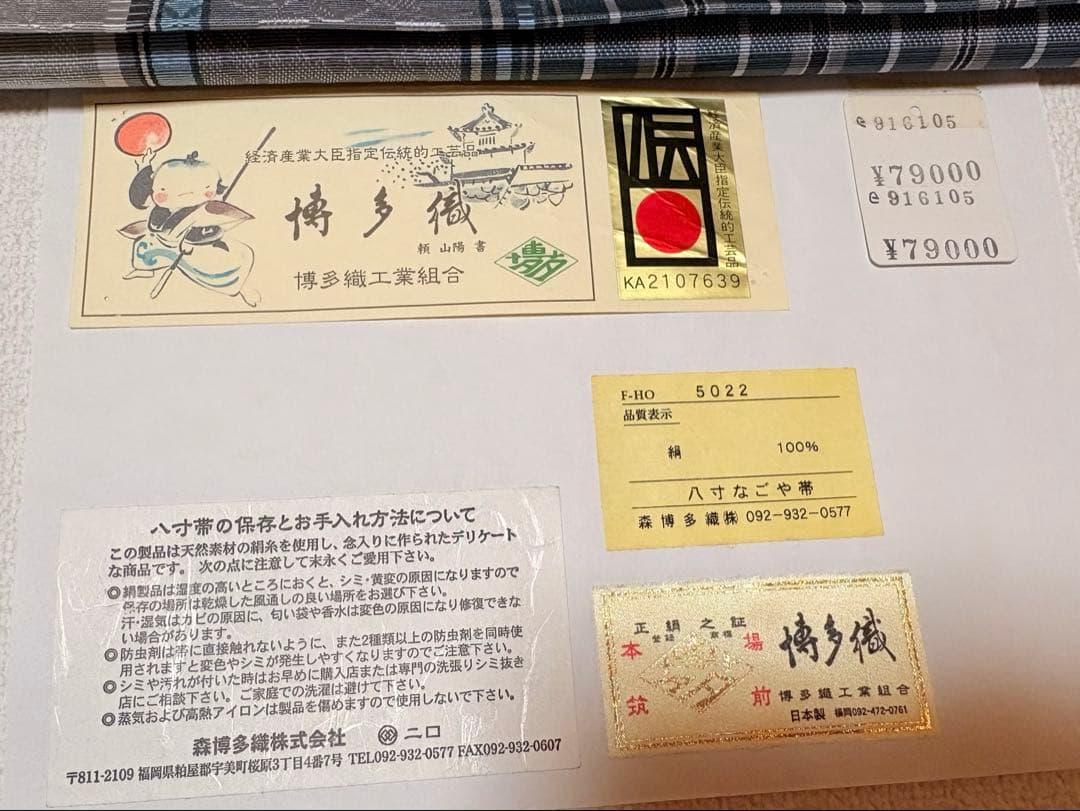 経済産業大臣指定伝統的工芸品
博多織
頼山陽書
博多織工業組合
伝
経済産業大臣指定伝統的工芸品
KA2107639
e916105
¥79000
e916105
¥79000
F-HO 5022
品質表示
絹 100%
八寸なごや帯
森博多織㈱ 092-932-0577
八寸帯の保存とお手入れ方法について
この製品は天然素材の絹糸を使用し、念入りに作られたデリケート
な商品です。次の点に注意して末永くご愛用下さい。
◎絹製品は湿度の高いところにおくと、シミ・黄変の原因になりますので
保存の場所は乾燥した風通しの良い場所をお選び下さい。
汗・湿気はカビの原因に、匂い袋や香水は変色の原因になり修復できな
い場合があります。
◎防虫剤は帯に直接触れないように、また2種類以上の防虫剤を同時使
用されますと変色やシミが発生しやすくなりますのでご注意下さい。
◎シミや汚れが付いた時はお早めに購入店または専門の洗張りシミ抜き
店にご相談下さい。ご家庭での洗濯は避けて下さい。
◎蒸気および高熱アイロンは製品を傷めますので使用しないで下さい。
森博多織株式会社 二口
〒811-2109 福岡県粕屋郡宇美町桜原3丁目4番7号 TEL092-932-0577 FAX092-932-0607
正絹之証
登録 商標
本場
筑前
博多織
博多織工業組合
日本製 福岡092-472-0761